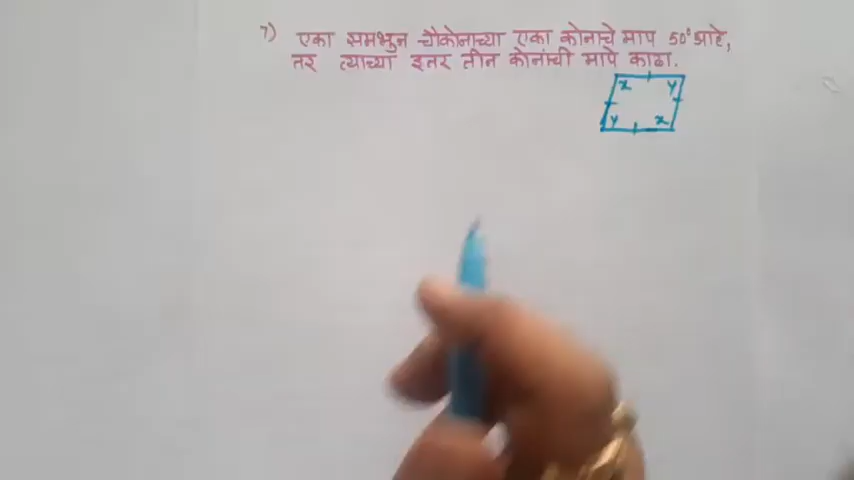 7) एका समभुज चौकोनाच्या एका कोनाचे माप 50° आहे,
तर त्याच्या इतर तीन कोनांची मापे काढा.
x y
y x